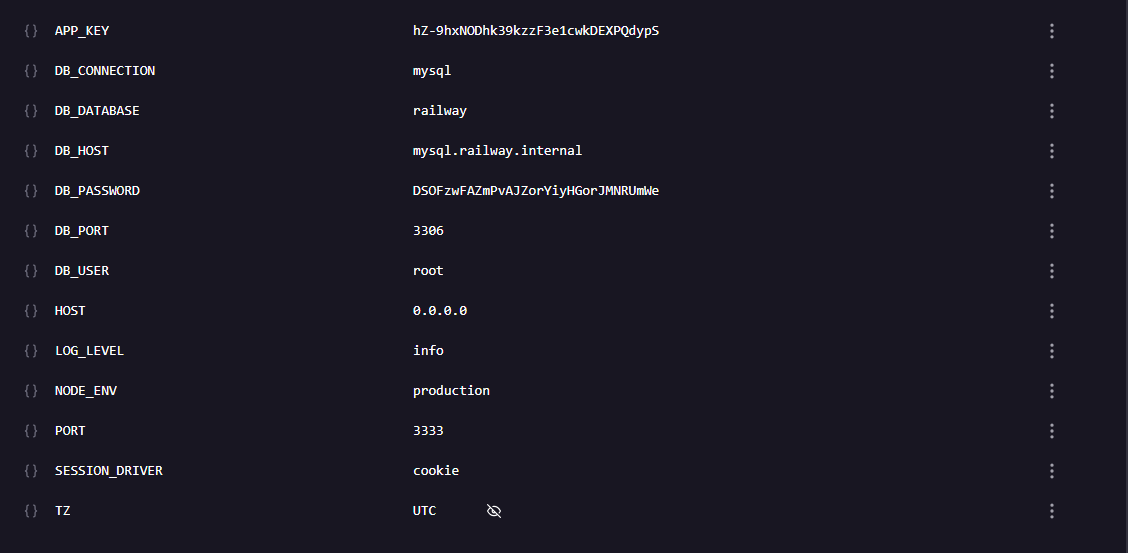 {} APP_KEY hZ-9hxNODhk39kzzF3e1cwkDEXPQdypS
{} DB_CONNECTION mysql
{} DB_DATABASE railway
{} DB_HOST mysql.railway.internal
{} DB_PASSWORD DSOFzwFAZmPvAJZorYiyHGorJMNRUmWe
{} DB_PORT 3306
{} DB_USER root
{} HOST 0.0.0.0
{} LOG_LEVEL info
{} NODE_ENV production
{} PORT 3333
{} SESSION_DRIVER cookie
{} TZ UTC